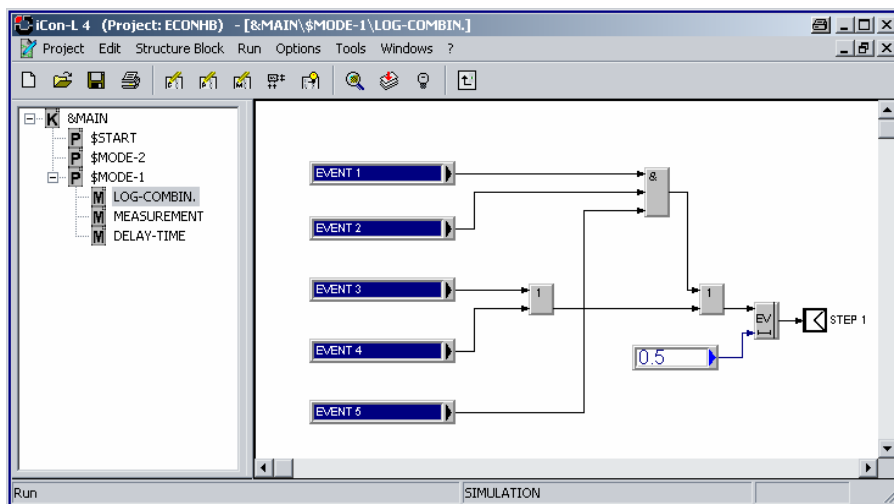 iCon-L 4 (Project: ECONHB) - [&MAIN\$MODE-1\LOG-COMBIN.]
Project Edit Structure Block Run Options Tools Windows ?
K &MAIN
P $START
P $MODE-2
P $MODE-1
M LOG-COMBIN.
M MEASUREMENT
M DELAY-TIME
EVENT 1
&
EVENT 2
EVENT 3
1
1
EV
STEP 1
EVENT 4
0.5
EVENT 5
Run SIMULATION